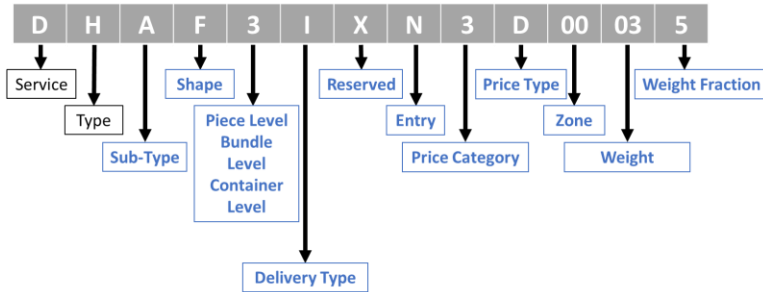 D H A F 3 I X N 3 D 00 03 5
Service
Shape
Reserved
Price Type
Weight Fraction
Type
Piece Level
Bundle
Level
Container
Level
Entry
Zone
Sub-Type
Price Category
Weight
Delivery Type